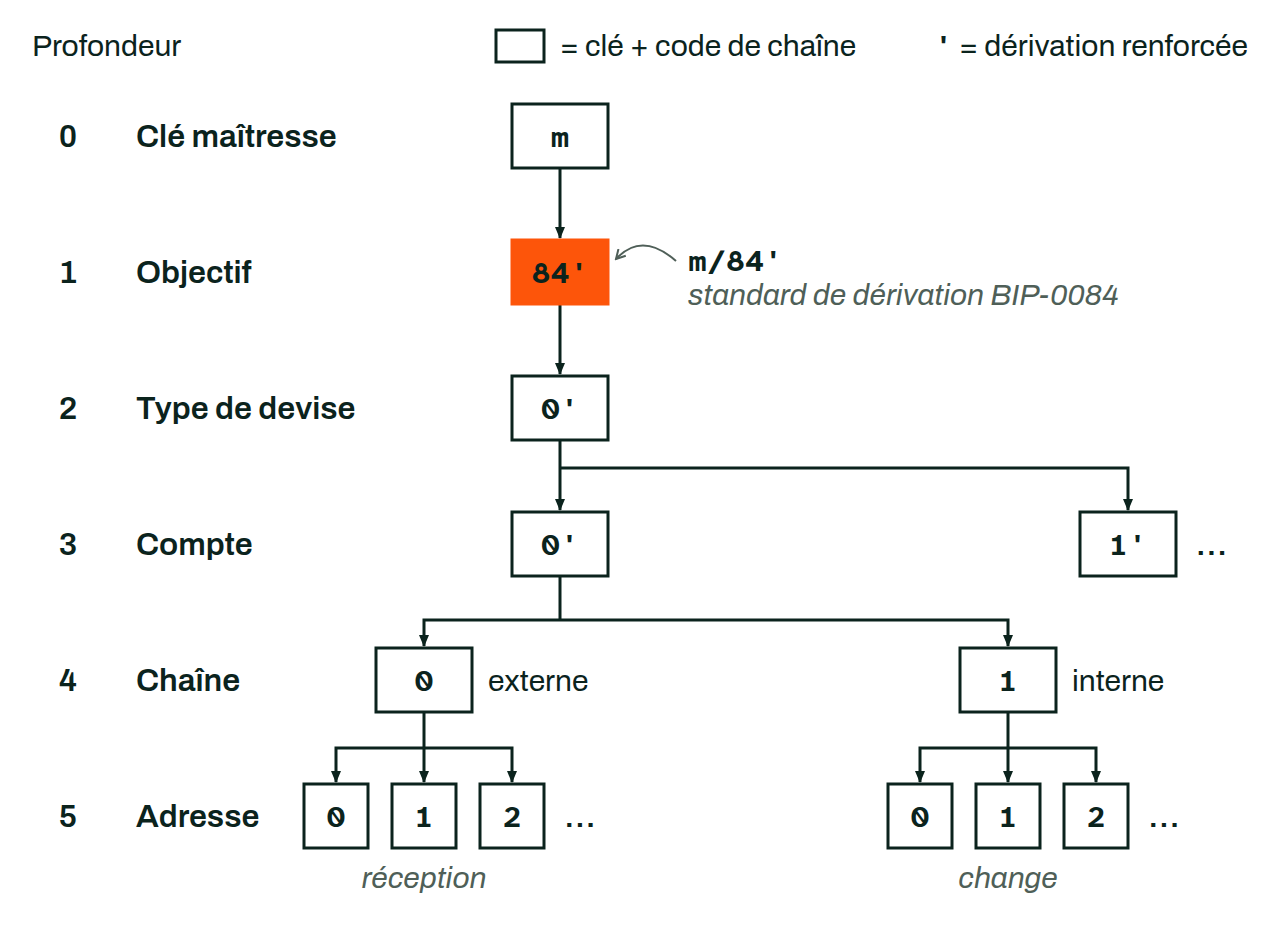 Profondeur
= clé + code de chaîne
' = dérivation renforcée
0 Clé maîtresse
m
1 Objectif
84'
m/84'
standard de dérivation BIP-0084
2 Type de devise
0'
3 Compte
0'
1' ...
4 Chaîne
0 externe
1 interne
5 Adresse
0 1 2 ...
0 1 2 ...
réception
change